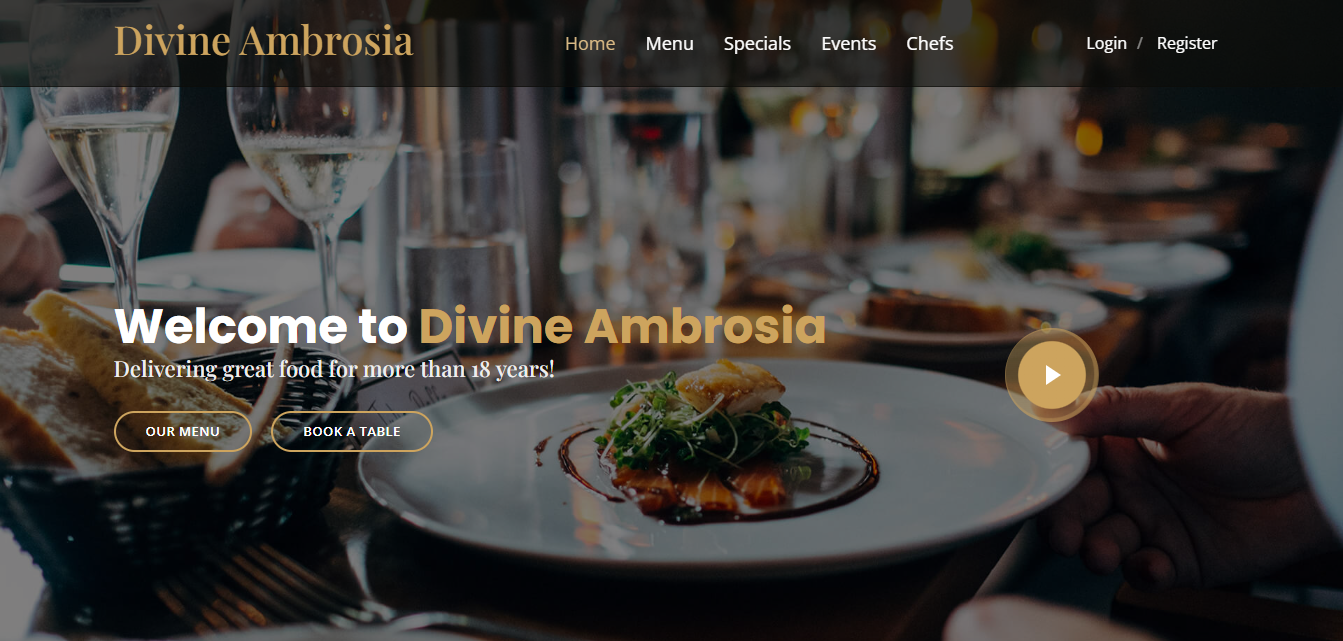 Divine Ambrosia
Home Menu Specials Events Chefs
Login / Register
Welcome to Divine Ambrosia
Delivering great food for more than 18 years!
OUR MENU
BOOK A TABLE